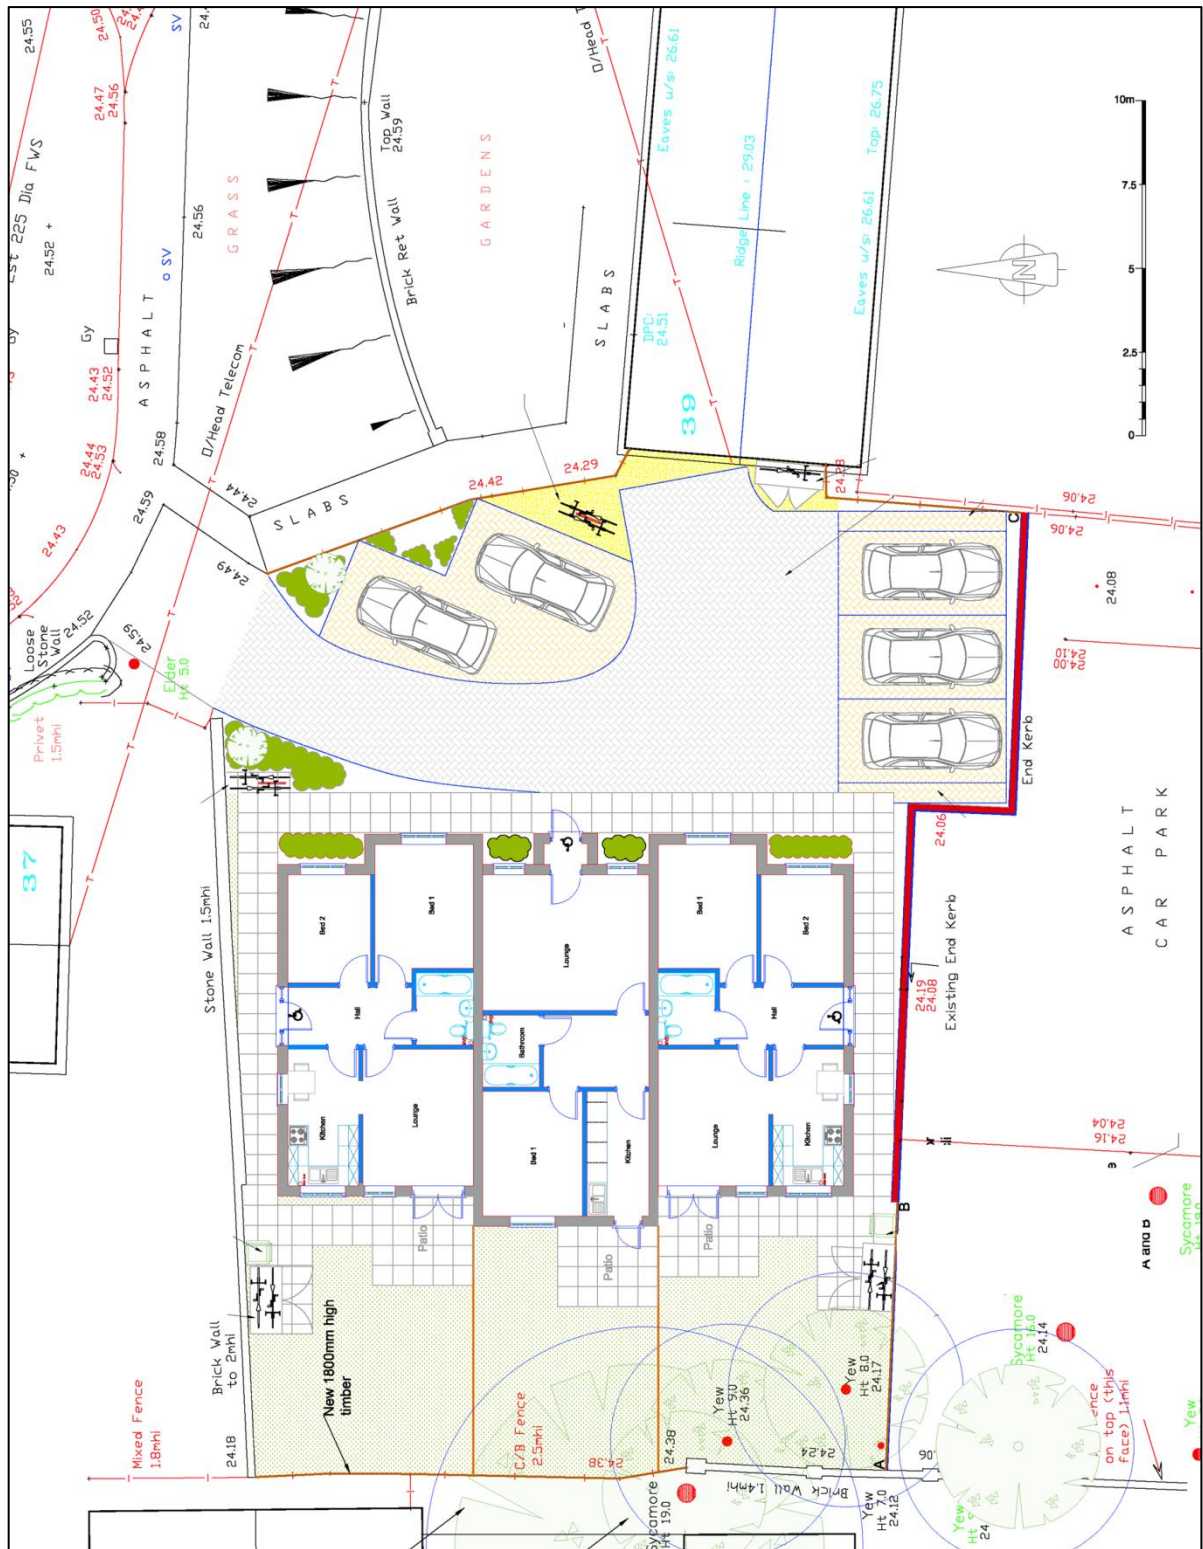 24.55
24.50
24.47
24.56
SV
Est 225 Dia FWS
24.52 +
24.56
o SV
ASPHALT
Gy
Gy
24.43
24.52
24.44
24.53
24.58
24.59
24.43
24.44
24.49
O/Head Telecom
GRASS
Top Wall
24.59
Brick Ret Wall
GARDENS
SLABS
SLABS
Eaves u/s: 26.61
Ridge Line : 29.03
Eaves u/s: 26.61
Top: 26.75
DPC:
24.51
39
N
10m
7.5
5
2.5
0
24.42
24.29
24.28
24.06
24.06
C
24.08
24.10
24.00
Loose
Stone
Wall
24.52
24.59
Elder
Ht 5.0
Privet
1.5mhi
37
Stone Wall 1.5mhi
End Kerb
24.06
ASPHALT
CAR PARK
24.19
24.08
Existing End Kerb
24.04
24.16
Bed 2
Bed 1
Hall
Kitchen
Lounge
Lounge
Bathroom
Bed 1
Kitchen
Bed 1
Bed 2
Hall
Lounge
Kitchen
Patio
Patio
Patio
B
A and B
Brick Wall
to 2mhi
New 1800mm high
timber
Mixed Fence
1.8mhi
24.18
C/B Fence
2.5mhi
24.38
24.38
Yew
Ht 9.0
24.36
Yew
Ht 8.0
24.17
24.24
A
Brick Wall 1.4mhi
Sycamore
Ht 19.0
Yew
Ht 7.0
24.12
Sycamore
Ht 16.0
24.14
Sycamore
on top (this
face) 1.1mhi
Yew
Yew
24